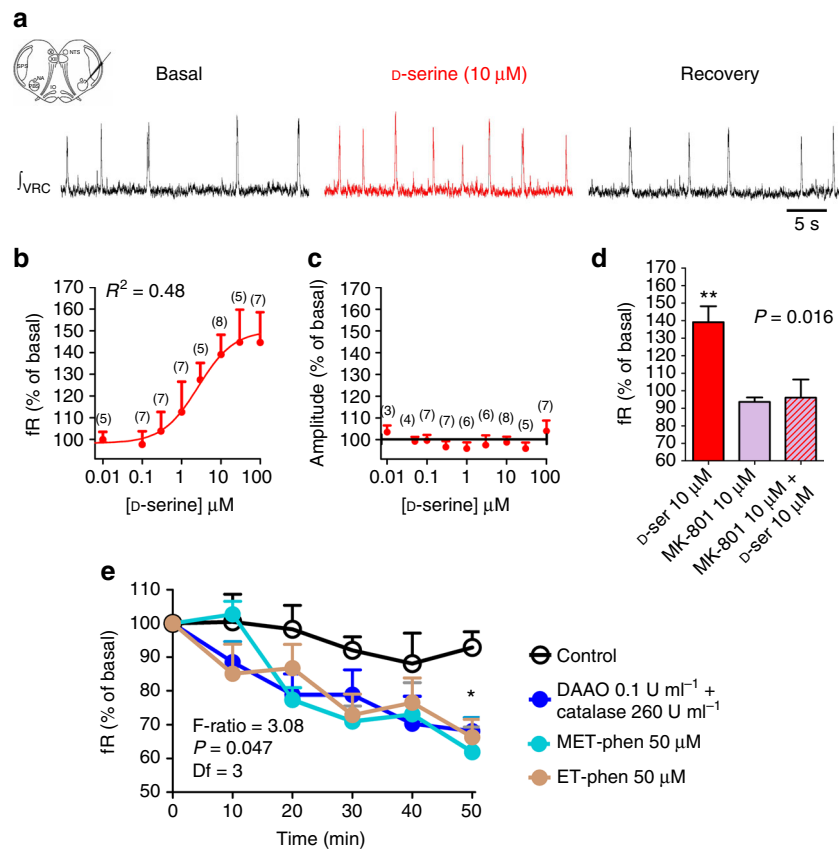 a
XII
NTS
SPS
NA
PBS
IO
Basal
D-serine (10 μM)
Recovery
∫VRC
5 s
b
170
160
150
140
130
120
110
100
fR (% of basal)
R² = 0.48
(5)
(7)
(7)
(7)
(5)
(8)
(5)
(7)
0.01
0.1
1
10
100
[D-serine] μM
c
170
160
150
140
130
120
110
100
Amplitude (% of basal)
(3)
(4)
(7)
(7)
(6)
(6)
(8)
(5)
(7)
0.01
0.1
1
10
100
[D-serine] μM
d
170
160
150
140
130
120
110
100
90
80
70
60
fR (% of basal)
**
P = 0.016
D-ser 10 μM
MK-801 10 μM
MK-801 10 μM +
D-ser 10 μM
e
110
100
90
80
70
60
50
fR (% of basal)
F-ratio = 3.08
P = 0.047
Df = 3
*
0
10
20
30
40
50
Time (min)
Control
DAAO 0.1 U ml⁻¹ +
catalase 260 U ml⁻¹
MET-phen 50 μM
ET-phen 50 μM